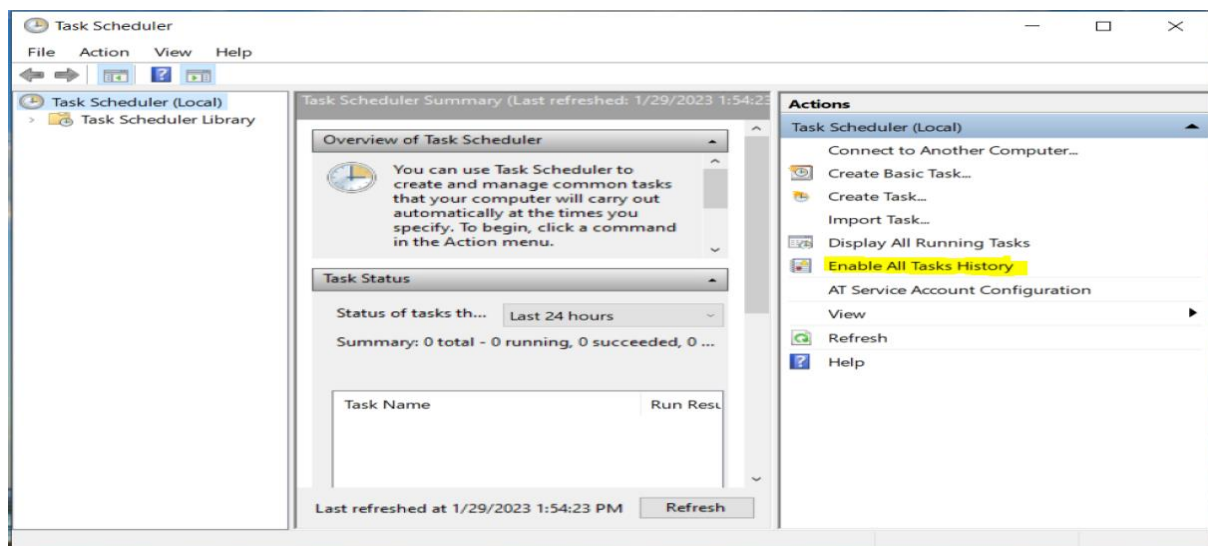 Task Scheduler
File Action View Help
Task Scheduler (Local)
Task Scheduler Library
Task Scheduler Summary (Last refreshed: 1/29/2023 1:54:23
Overview of Task Scheduler
You can use Task Scheduler to
create and manage common tasks
that your computer will carry out
automatically at the times you
specify. To begin, click a command
in the Action menu.
Task Status
Status of tasks th... Last 24 hours
Summary: 0 total - 0 running, 0 succeeded, 0 ...
Task Name Run Resu
Last refreshed at 1/29/2023 1:54:23 PM Refresh
Actions
Task Scheduler (Local)
Connect to Another Computer...
Create Basic Task...
Create Task...
Import Task...
Display All Running Tasks
Enable All Tasks History
AT Service Account Configuration
View
Refresh
Help